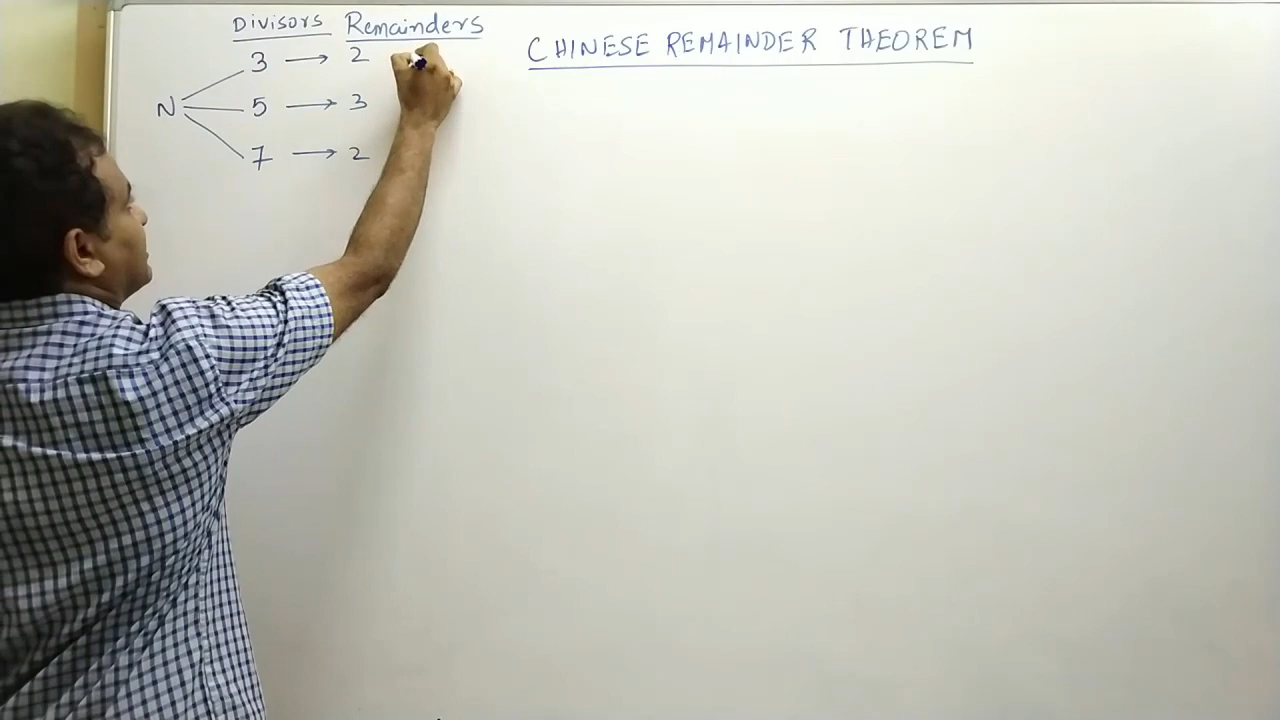 Divisors Remainders
CHINESE REMAINDER THEOREM
3 → 2
N 5 → 3
7 → 2